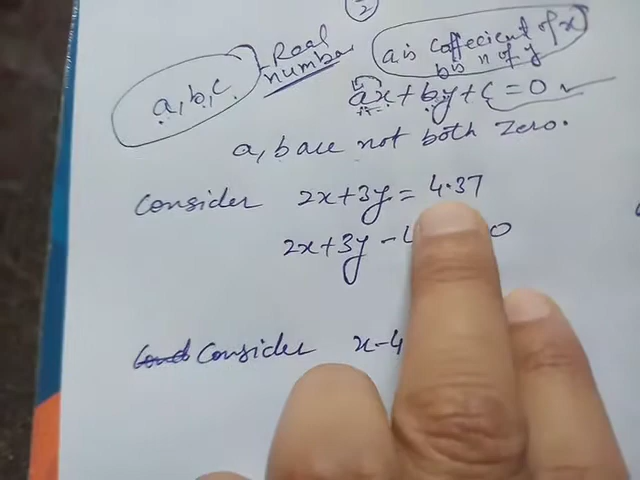 2
a is coffecient of x
b is " of y
Real
number
a, b, c
ax + by + c = 0
a, b are not both zero.
Consider 2x + 3y = 4.37
2x + 3y - 0
Consider x - 4